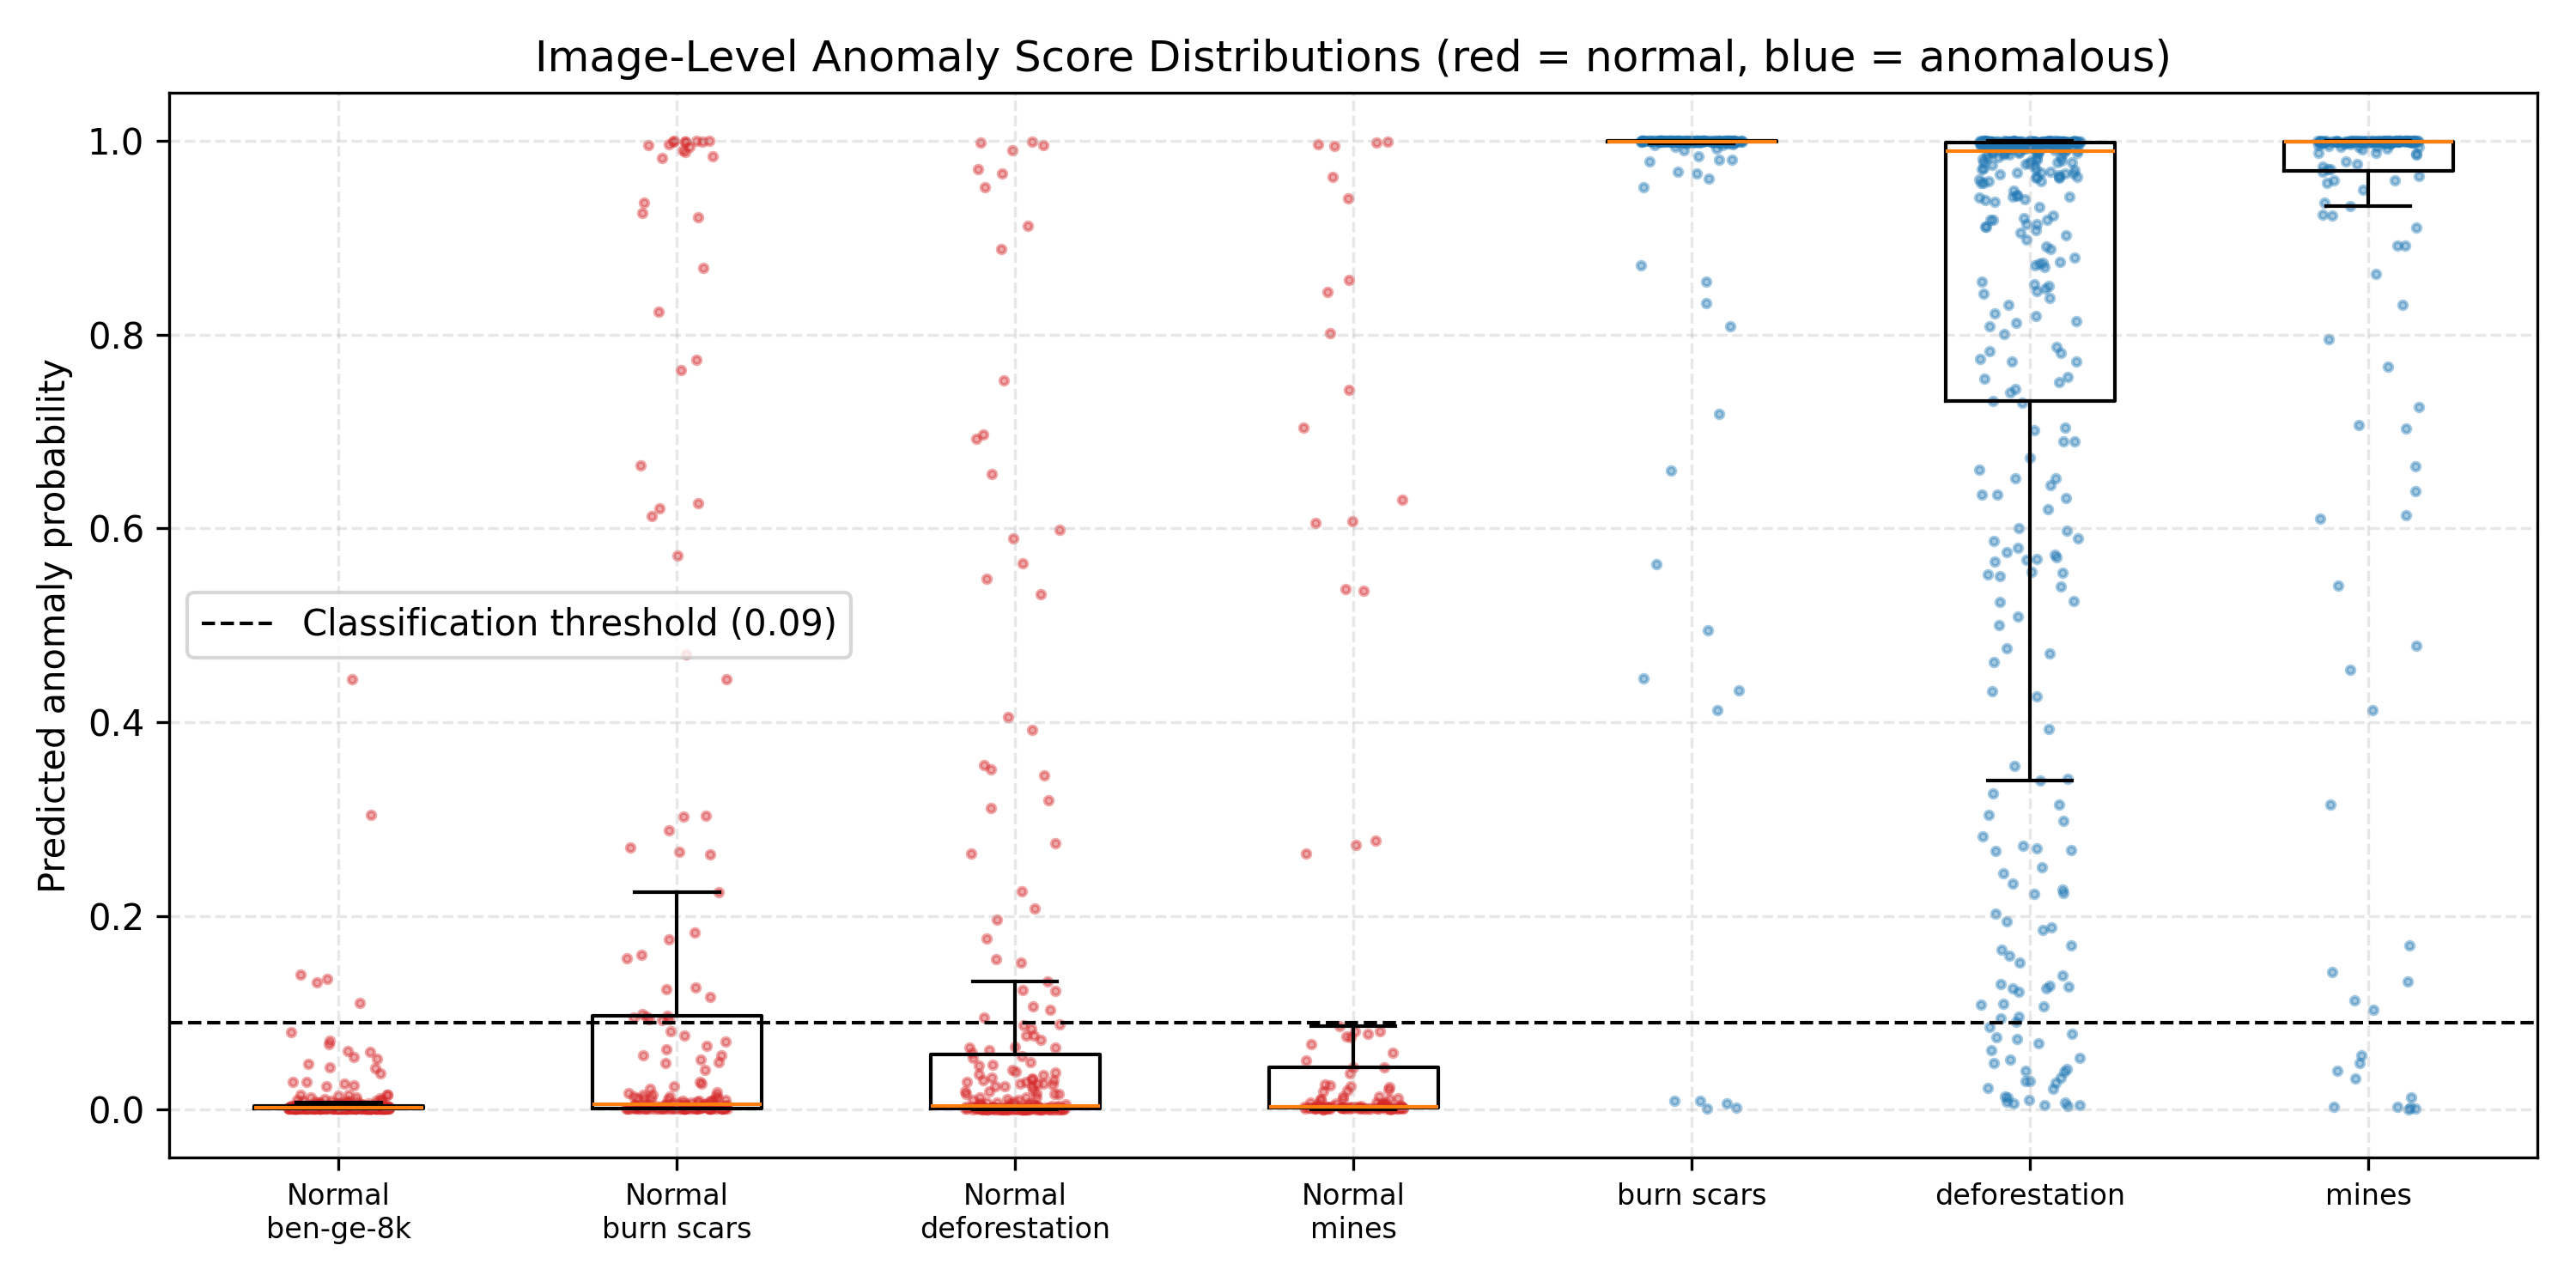 Image-Level Anomaly Score Distributions (red = normal, blue = anomalous)
Predicted anomaly probability
1.0
0.8
0.6
0.4
0.2
0.0
Classification threshold (0.09)
Normal
ben-ge-8k
Normal
burn scars
Normal
deforestation
Normal
mines
burn scars
deforestation
mines